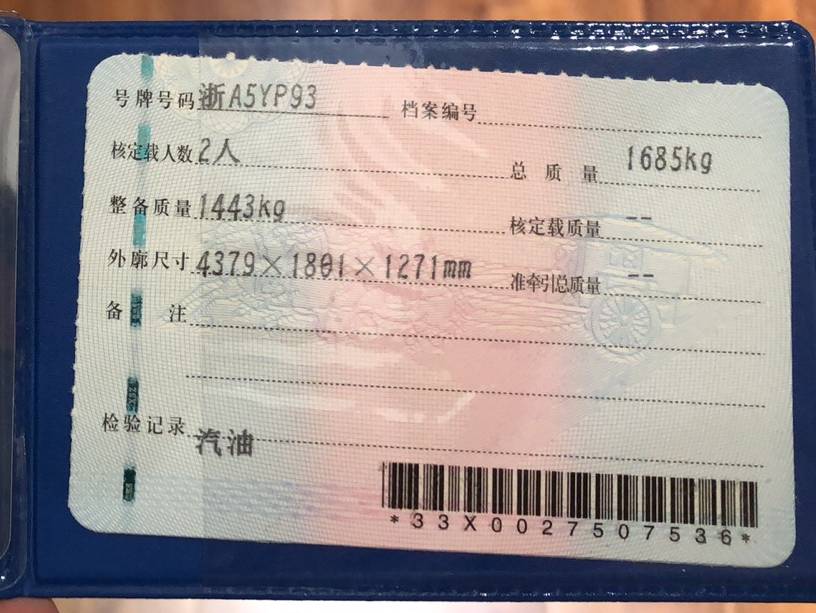 号牌号码 浙A5YP93 档案编号
核定载人数 2人 总质量 1685kg
整备质量 1443kg 核定载质量 --
外廓尺寸 4379×1801×1271mm 准牵引总质量 --
备注
检验记录 汽油
*33X0027507536*